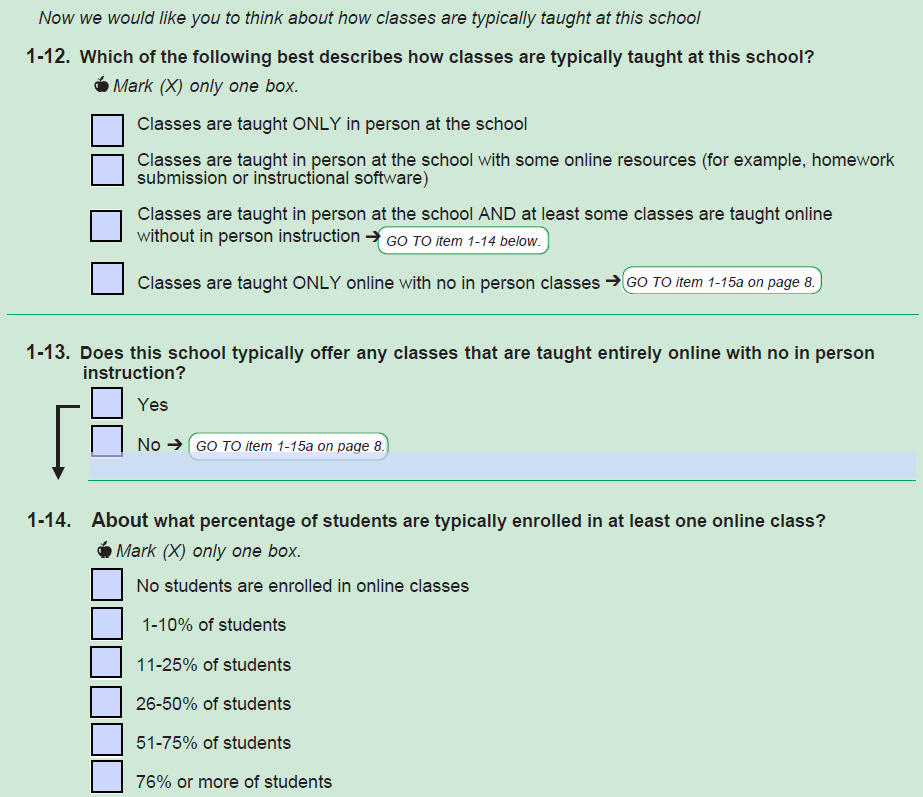 Now we would like you to think about how classes are typically taught at this school
1-12. Which of the following best describes how classes are typically taught at this school?
Mark (X) only one box.
Classes are taught ONLY in person at the school
Classes are taught in person at the school with some online resources (for example, homework
submission or instructional software)
Classes are taught in person at the school AND at least some classes are taught online
without in person instruction ➔ GO TO item 1-14 below.
Classes are taught ONLY online with no in person classes ➔ GO TO item 1-15a on page 8.
1-13. Does this school typically offer any classes that are taught entirely online with no in person
instruction?
Yes
No ➔ GO TO item 1-15a on page 8.
1-14. About what percentage of students are typically enrolled in at least one online class?
Mark (X) only one box.
No students are enrolled in online classes
1-10% of students
11-25% of students
26-50% of students
51-75% of students
76% or more of students